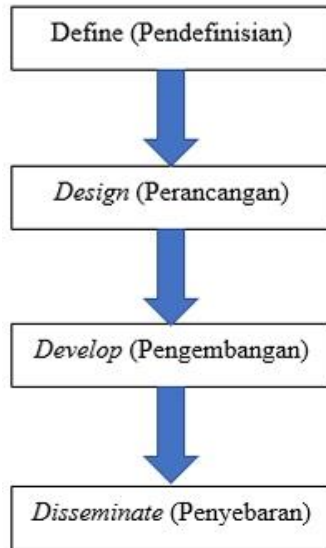 Define (Pendefinisian)
Design (Perancangan)
Develop (Pengembangan)
Disseminate (Penyebaran)